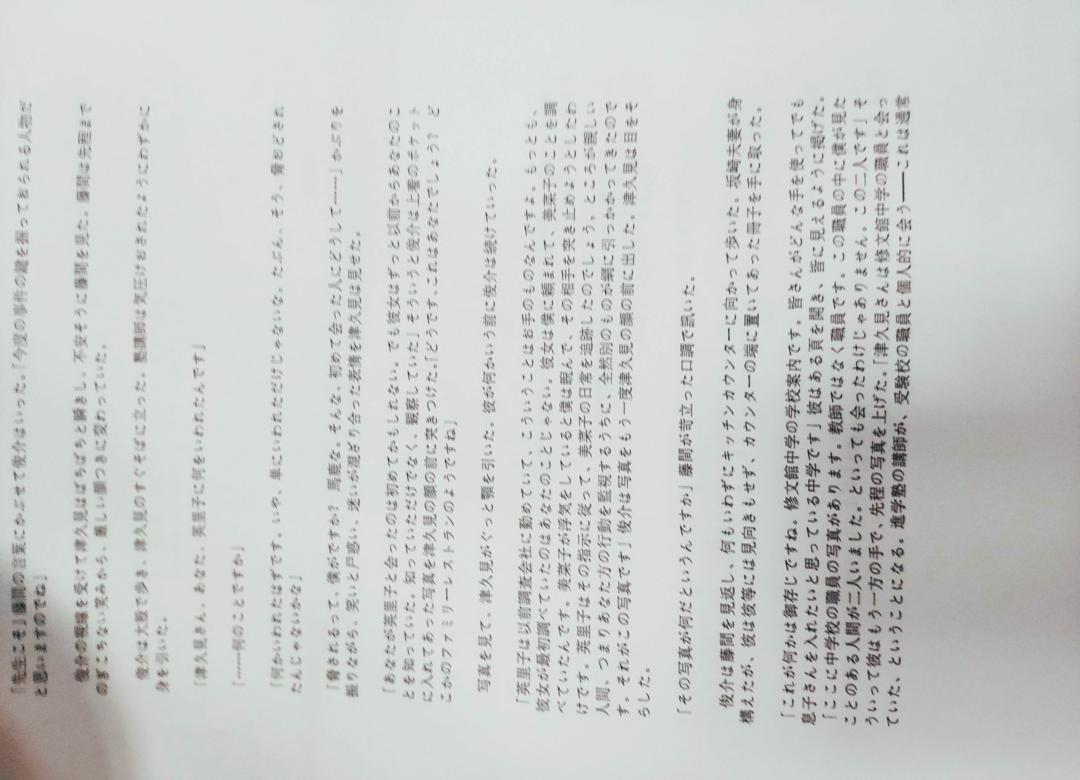 「先生こそ」藤間の言葉にかぶせて俊介はいった。「今度の事件の鍵を握っておられる人物だ
と思いますのでね」
俊介の視線を受けて津久見はぱちぱちと瞬きし、不安そうに藤間を見た。藤間は先程まで
のぎこちない笑みから、厳しい顔つきに変わっていた。
俊介は大股で歩き、津久見のすぐそばに立った。塾講師は気圧けおされたようにわずかに
身を引いた。
「津久見さん、あなた、英里子に何をいわれたんです」
「……何のことですか」
「何かいわれたはずです。いや、単にいわれただけじゃないな。たぶん、そう、脅おどされ
たんじゃないかな」
「脅されるって、僕がですか？ 馬鹿な。そんな、初めて会った人にどうして……」かぶりを
振りながら、笑いと戸惑い、迷いが混ざり合った表情を津久見は見せた。
「あなたが英里子と会ったのは初めてかもしれない。でも彼女はずっと以前からあなたのこ
とを知っていた。知っていただけでなく、観察していた」そういうと俊介は上着のポケット
に入れてあった写真を津久見の顔の前に突きつけた。「どうです、これはあなたでしょう？ ど
こかのファミリーレストランのようですね」
写真を見て、津久見がぐっと顎を引いた。彼が何かいう前に俊介は続けていった。
「英里子は以前調査会社に勤めていて、こういうことはお手のものなんですよ。もっとも、
彼女が最初調べていたのはあなたのことじゃない。彼女は僕に頼まれて、美菜子のことを調
べていたんです。美菜子が浮気をしていると僕は睨んで、その相手を突き止めようとしたわ
けです。英里子はその指示に従って、美菜子の日常を追跡したのでしょう。ところが親しい
人間、つまりあなた方の行動を監視するうちに、全然別のものが網に引っかかってきたので
す。それがこの写真です」俊介は写真をもう一度津久見の顔の前に出した。津久見は目をそ
らした。
「その写真が何だというんですか」藤間が苛立った口調で訊いた。
俊介は藤間を見返し、何もいわずにキッチンカウンターに向かって歩いた。坂崎夫妻が身
構えたが、彼は彼等には見向きもせず、カウンターの端に置いてあった冊子を手に取った。
「これが何かは御存じですね。修文館中学の学校案内です。皆さんがどんな手を使ってでも
息子さんを入れたいと思っている中学です」彼はある頁を開き、皆に見えるように掲げた。
「ここに中学校の職員の写真があります。教師ではなく職員です。この職員の中に僕が見た
ことのある人間が二人いました。といっても会ったわけじゃありません。この二人です」そ
ういって彼はもう一方の手で、先程の写真を上げた。「津久見さんは修文館中学の職員と会っ
ていた、ということになる。進学塾の講師が、受験校の職員と個人的に会う――これは通常